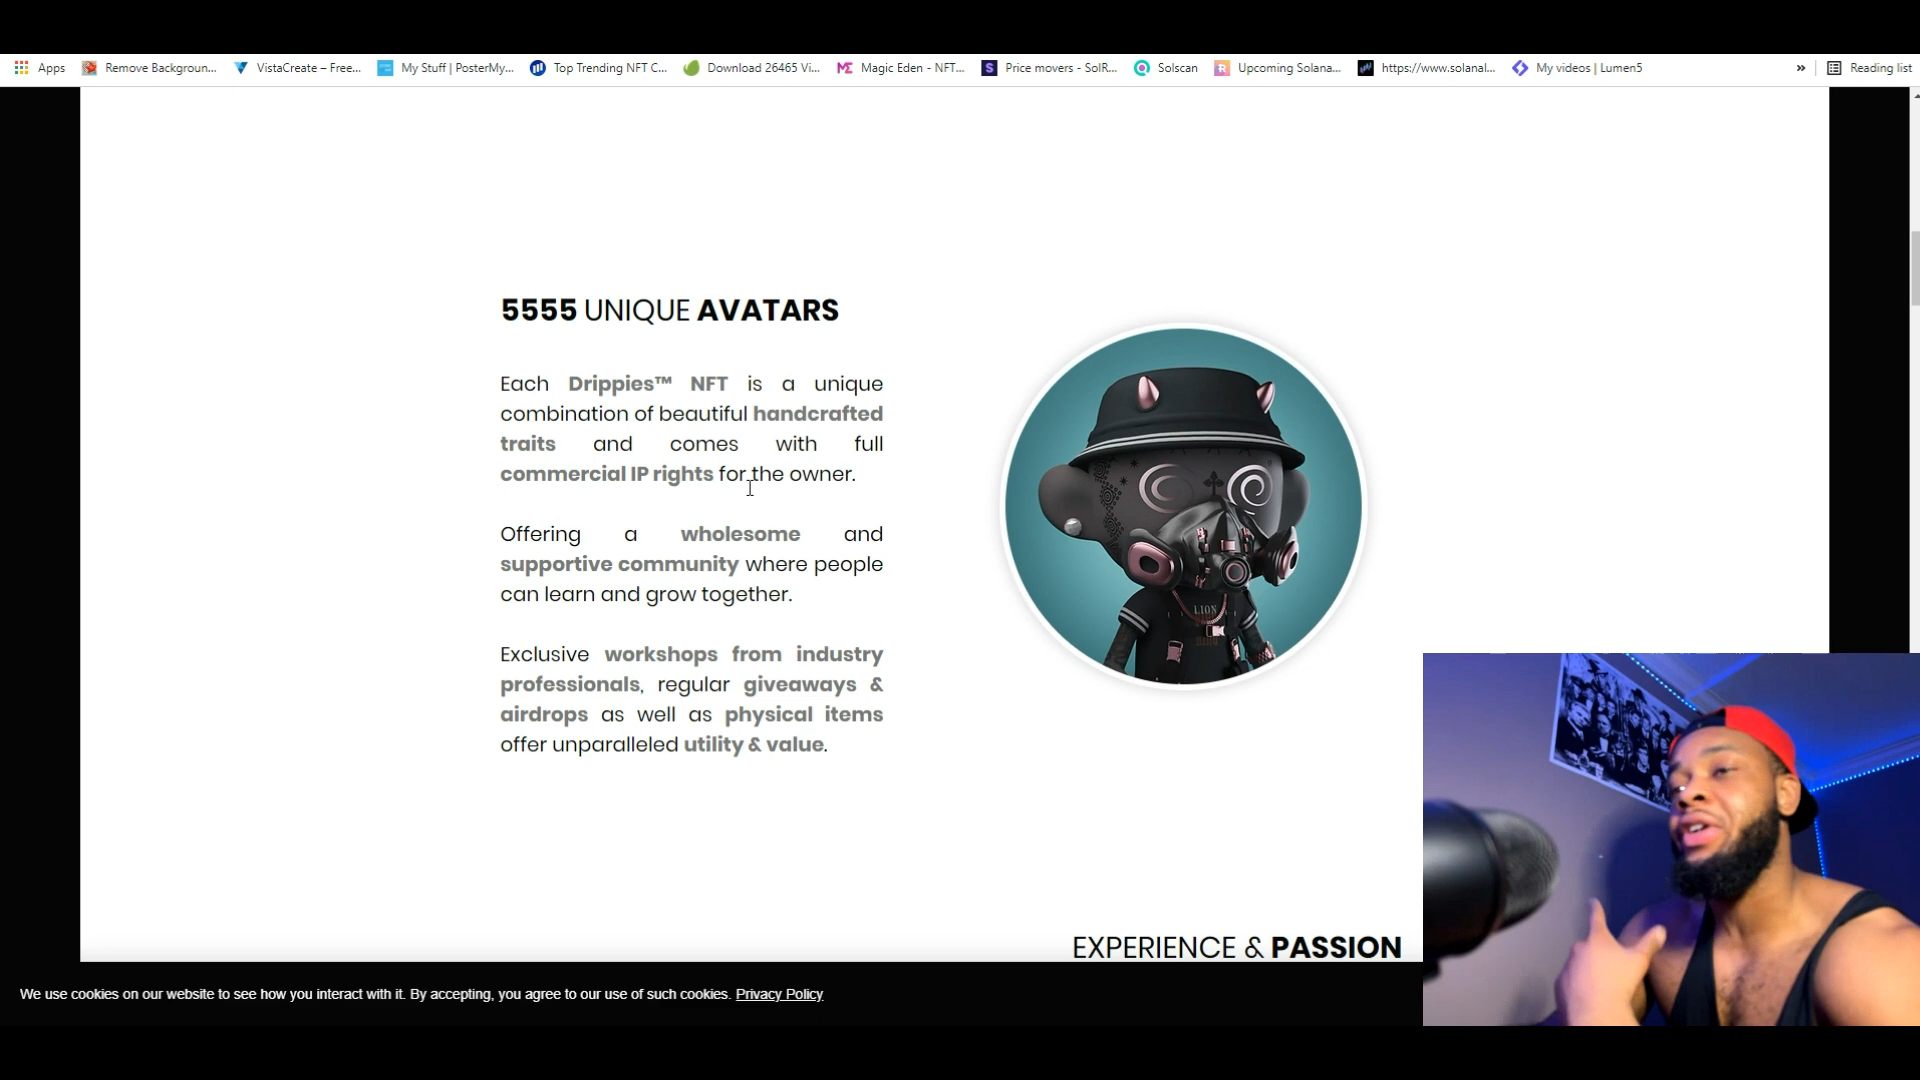 Apps Remove Backgroun... VistaCreate – Free... My Stuff | PosterMy... Top Trending NFT C... Download 26465 Vi... Magic Eden - NFT... Price movers - SolR... Solscan Upcoming Solana... https://www.solanal... My videos | Lumen5 » Reading list
5555 UNIQUE AVATARS
Each Drippies™ NFT is a unique
combination of beautiful handcrafted
traits and comes with full
commercial IP rights for the owner.
Offering a wholesome and
supportive community where people
can learn and grow together.
Exclusive workshops from industry
professionals, regular giveaways &
airdrops as well as physical items
offer unparalleled utility & value.
LION
EXPERIENCE & PASSION
We use cookies on our website to see how you interact with it. By accepting, you agree to our use of such cookies. Privacy Policy